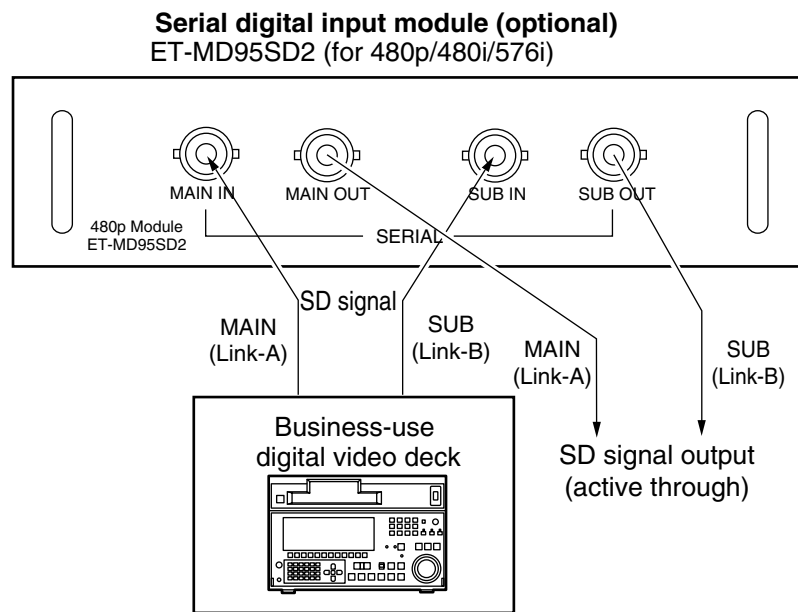 Serial digital input module (optional)
ET-MD95SD2 (for 480p/480i/576i)
MAIN IN
MAIN OUT
SUB IN
SUB OUT
480p Module
ET-MD95SD2
SERIAL
SD signal
MAIN
(Link-A)
SUB
(Link-B)
MAIN
(Link-A)
SUB
(Link-B)
Business-use
digital video deck
SD signal output
(active through)